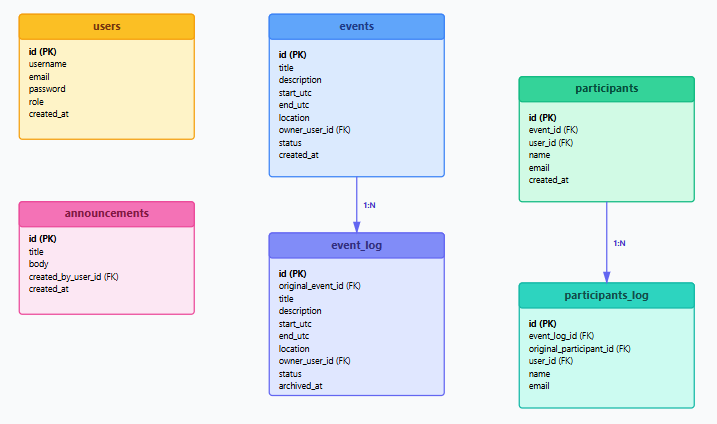 users
id (PK)
username
email
password
role
created_at
events
id (PK)
title
description
start_utc
end_utc
location
owner_user_id (FK)
status
created_at
participants
id (PK)
event_id (FK)
user_id (FK)
name
email
created_at
1:N
1:N
announcements
id (PK)
title
body
created_by_user_id (FK)
created_at
event_log
id (PK)
original_event_id (FK)
title
description
start_utc
end_utc
location
owner_user_id (FK)
status
archived_at
participants_log
id (PK)
event_log_id (FK)
original_participant_id (FK)
user_id (FK)
name
email